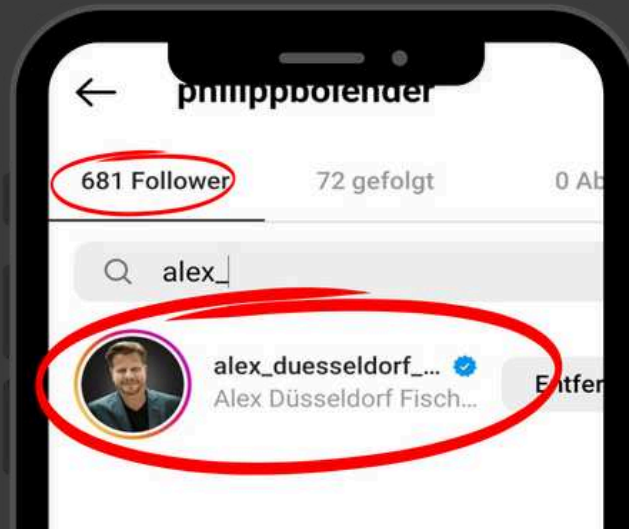 philippbolender
681 Follower
72 gefolgt
0 Ab
alex_
alex_duesseldorf_...
Alex Düsseldorf Fisch...
Entfer